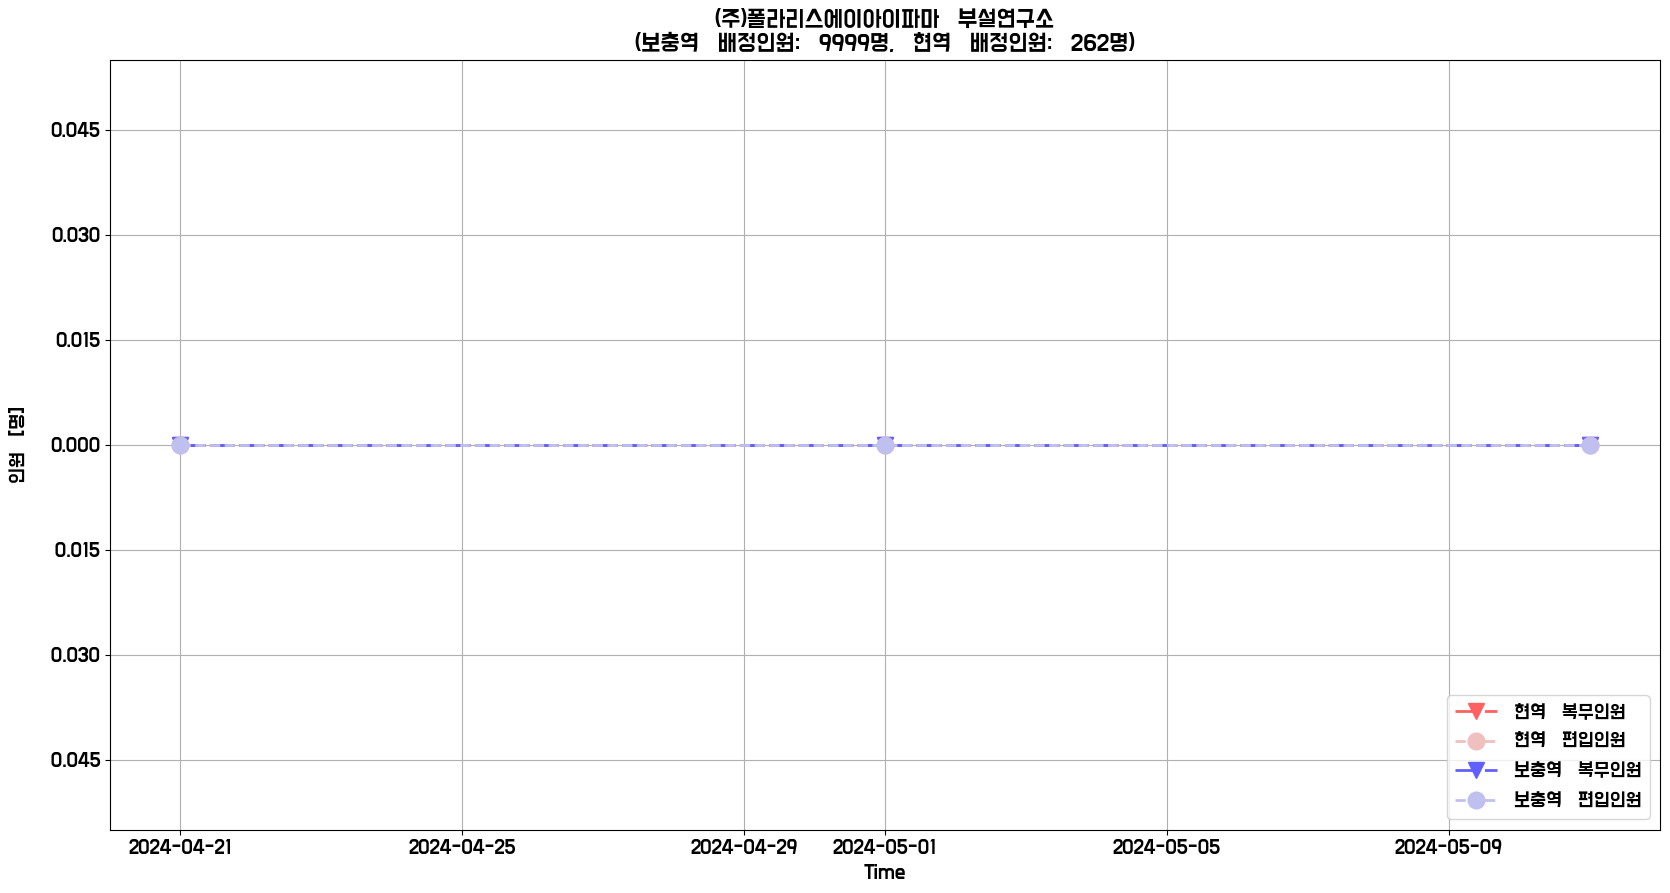 (주)폴라리스에이아이파마 부설연구소
(보충역 배정인원: 9999명, 현역 배정인원: 262명)
0.045
0.030
0.015
0.000
0.015
0.030
0.045
인원 [명]
현역 복무인원
현역 편입인원
보충역 복무인원
보충역 편입인원
2024-04-21 2024-04-25 2024-04-29 2024-05-01 2024-05-05 2024-05-09
Time